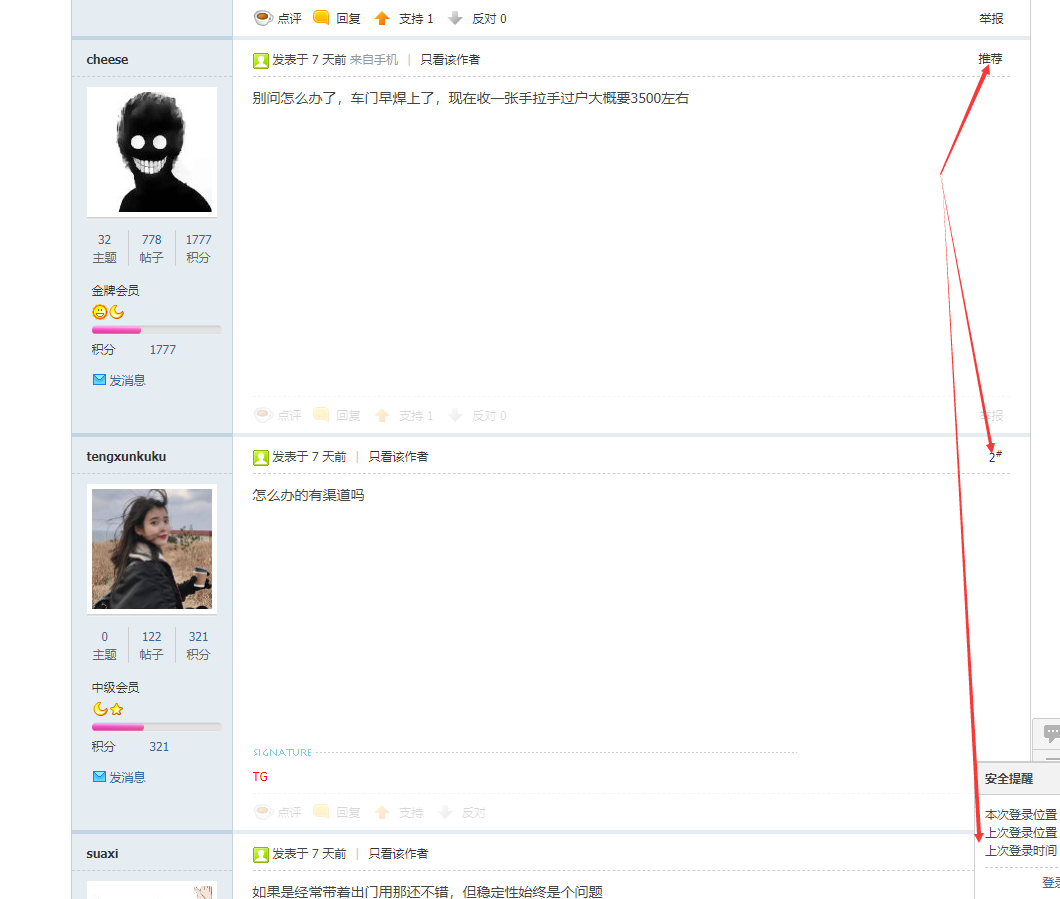 点评 回复 支持 1 反对 0 举报
cheese
发表于 7 天前 来自手机 | 只看该作者 推荐
别问怎么办了，车门早焊上了，现在收一张手拉手过户大概要3500左右
32 778 1777
主题 帖子 积分
金牌会员
积分 1777
发消息
点评 回复 支持 1 反对 0 举报
tengxunkuku
发表于 7 天前 | 只看该作者 2#
怎么办的有渠道吗
0 122 321
主题 帖子 积分
中级会员
积分 321
发消息
SIGNATURE
TG
点评 回复 支持 反对
安全提醒
本次登录位置
上次登录位置
上次登录时间
登录
suaxi
发表于 7 天前 | 只看该作者
如果是经常带着出门用那还不错，但稳定性始终是个问题